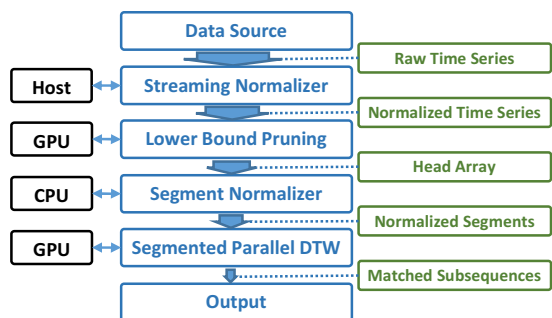 Data Source
Raw Time Series
Host
Streaming Normalizer
Normalized Time Series
GPU
Lower Bound Pruning
Head Array
CPU
Segment Normalizer
Normalized Segments
GPU
Segmented Parallel DTW
Matched Subsequences
Output